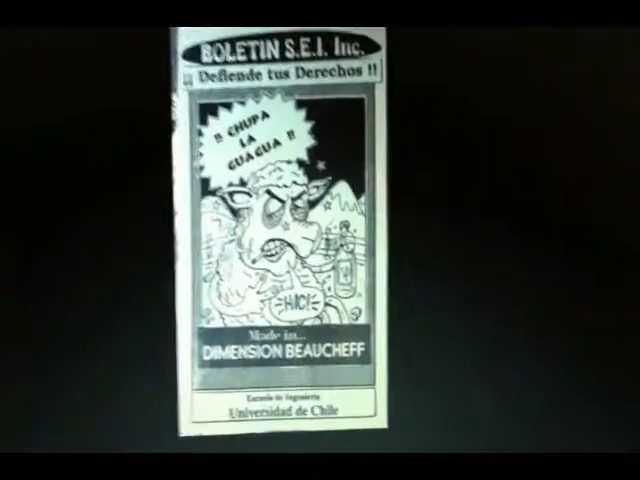 BOLETIN S.E.I. Inc.
¡¡ Defiende tus Derechos !!
!! CHUPA
LA
GUAGUA !!
¡HIC!
Made in...
DIMENSION BEAUCHEFF
Escuela de Ingeniería
Universidad de Chile